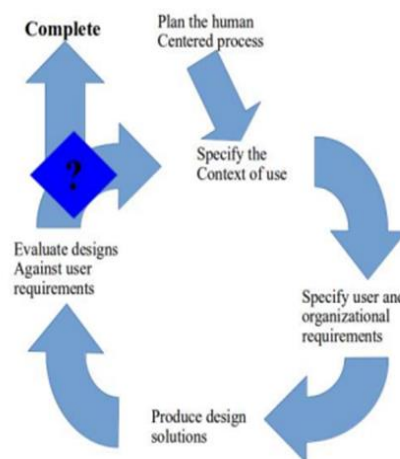 Complete
Plan the human
Centered process
Specify the
Context of use
?
Evaluate designs
Against user
requirements
Specify user and
organizational
requirements
Produce design
solutions